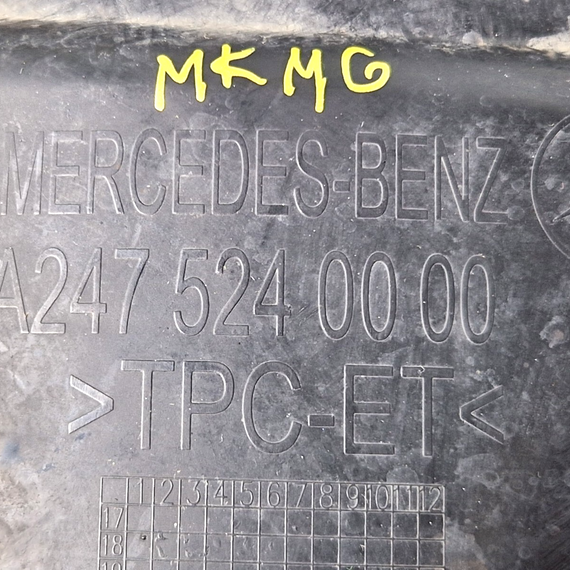 MKMG
MERCEDES-BENZ
A247 524 00 00
>TPC-ET<
1 2 3 4 5 6 7 8 9 10 11 12
17
18
19